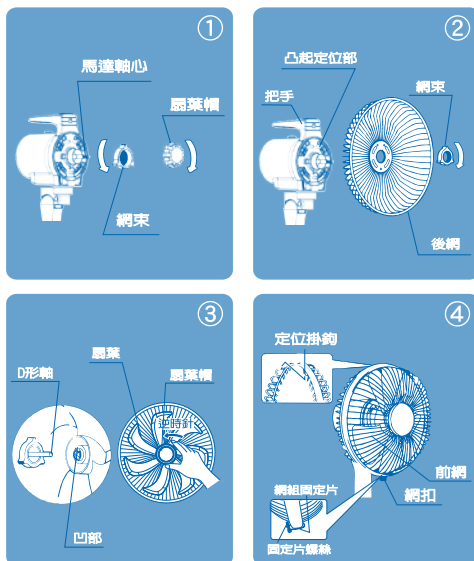 ①
馬達軸心
扇葉帽
網束
②
凸起定位部
把手
網束
後網
③
扇葉
D形軸
扇葉帽
逆時針
凹部
④
定位掛鉤
前網
網組固定片
網扣
固定片螺絲